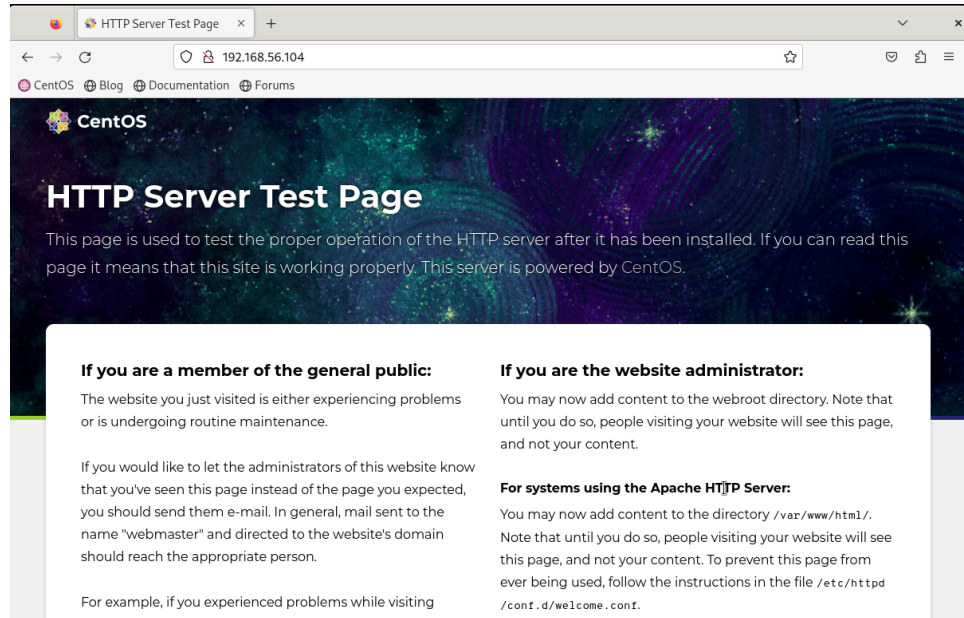 HTTP Server Test Page
192.168.56.104
CentOS Blog Documentation Forums
CentOS
HTTP Server Test Page
This page is used to test the proper operation of the HTTP server after it has been installed. If you can read this
page it means that this site is working properly. This server is powered by CentOS.
If you are a member of the general public:
The website you just visited is either experiencing problems
or is undergoing routine maintenance.
If you would like to let the administrators of this website know
that you've seen this page instead of the page you expected,
you should send them e-mail. In general, mail sent to the
name "webmaster" and directed to the website's domain
should reach the appropriate person.
For example, if you experienced problems while visiting
If you are the website administrator:
You may now add content to the webroot directory. Note that
until you do so, people visiting your website will see this page,
and not your content.
For systems using the Apache HTTP Server:
You may now add content to the directory /var/www/html/.
Note that until you do so, people visiting your website will see
this page, and not your content. To prevent this page from
ever being used, follow the instructions in the file /etc/httpd
/conf.d/welcome.conf.